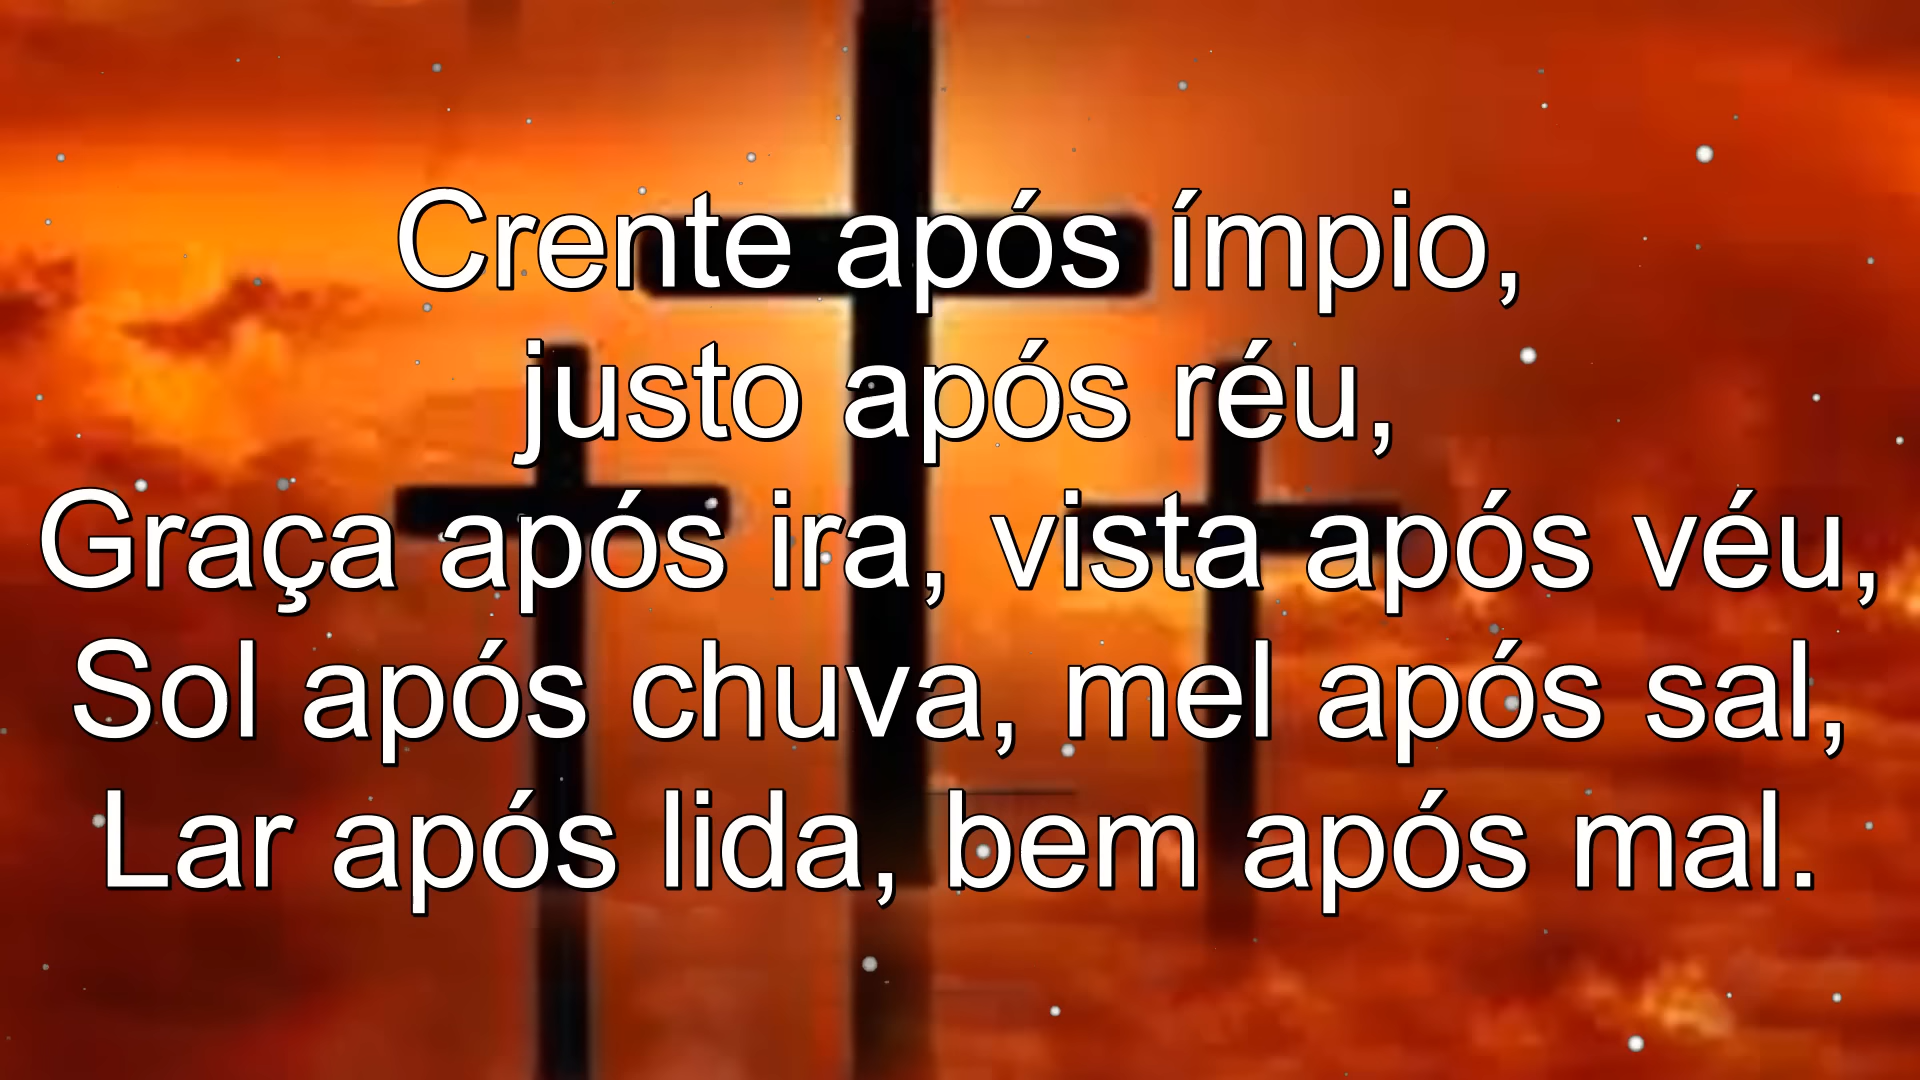 Crente após ímpio,
justo após réu,
Graça após ira, vista após véu,
Sol após chuva, mel após sal,
Lar após lida, bem após mal.